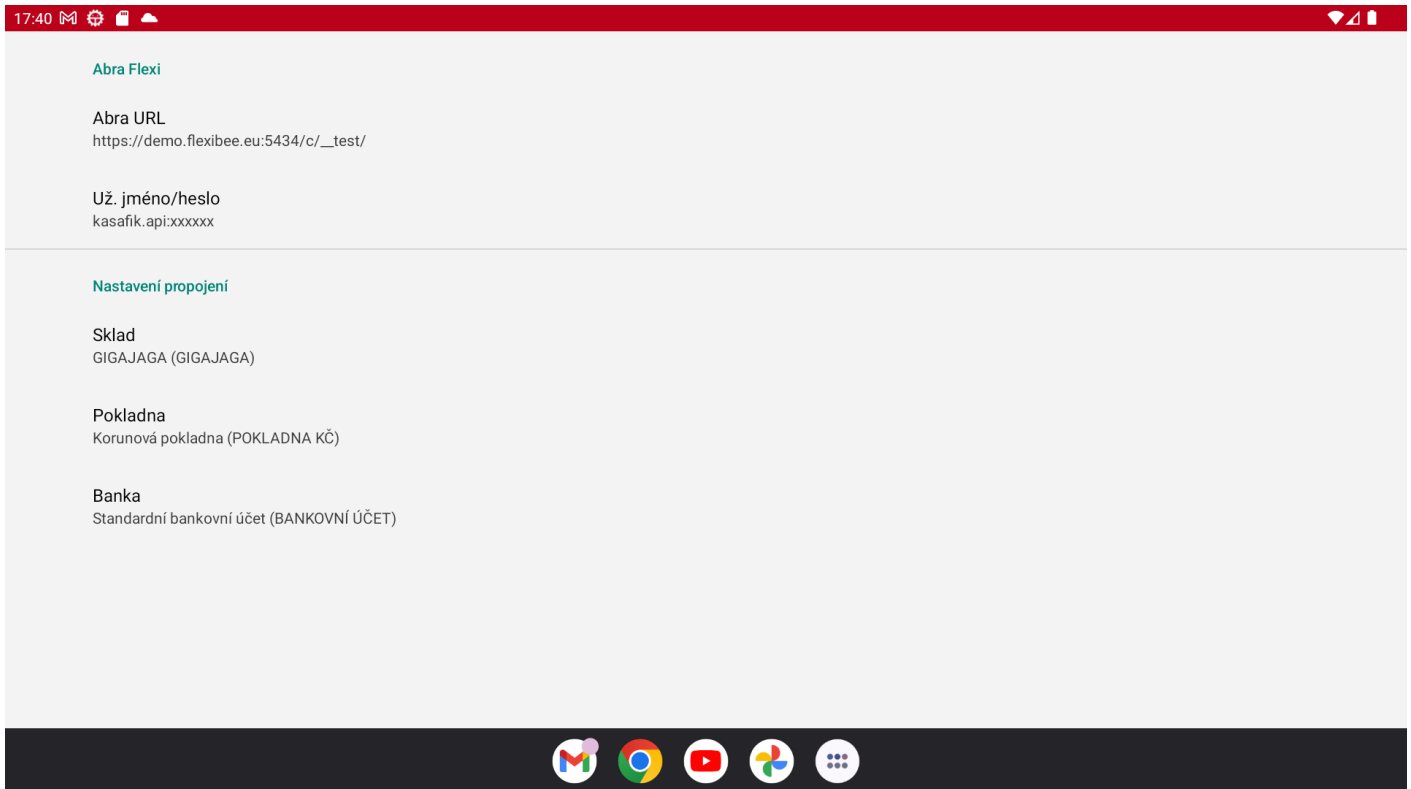 17:40
Abra Flexi
Abra URL
https://demo.flexibee.eu:5434/c/__test/
Už. jméno/heslo
kasafik.api:xxxxxx
Nastavení propojení
Sklad
GIGAJAGA (GIGAJAGA)
Pokladna
Korunová pokladna (POKLADNA KČ)
Banka
Standardní bankovní účet (BANKOVNÍ ÚČET)